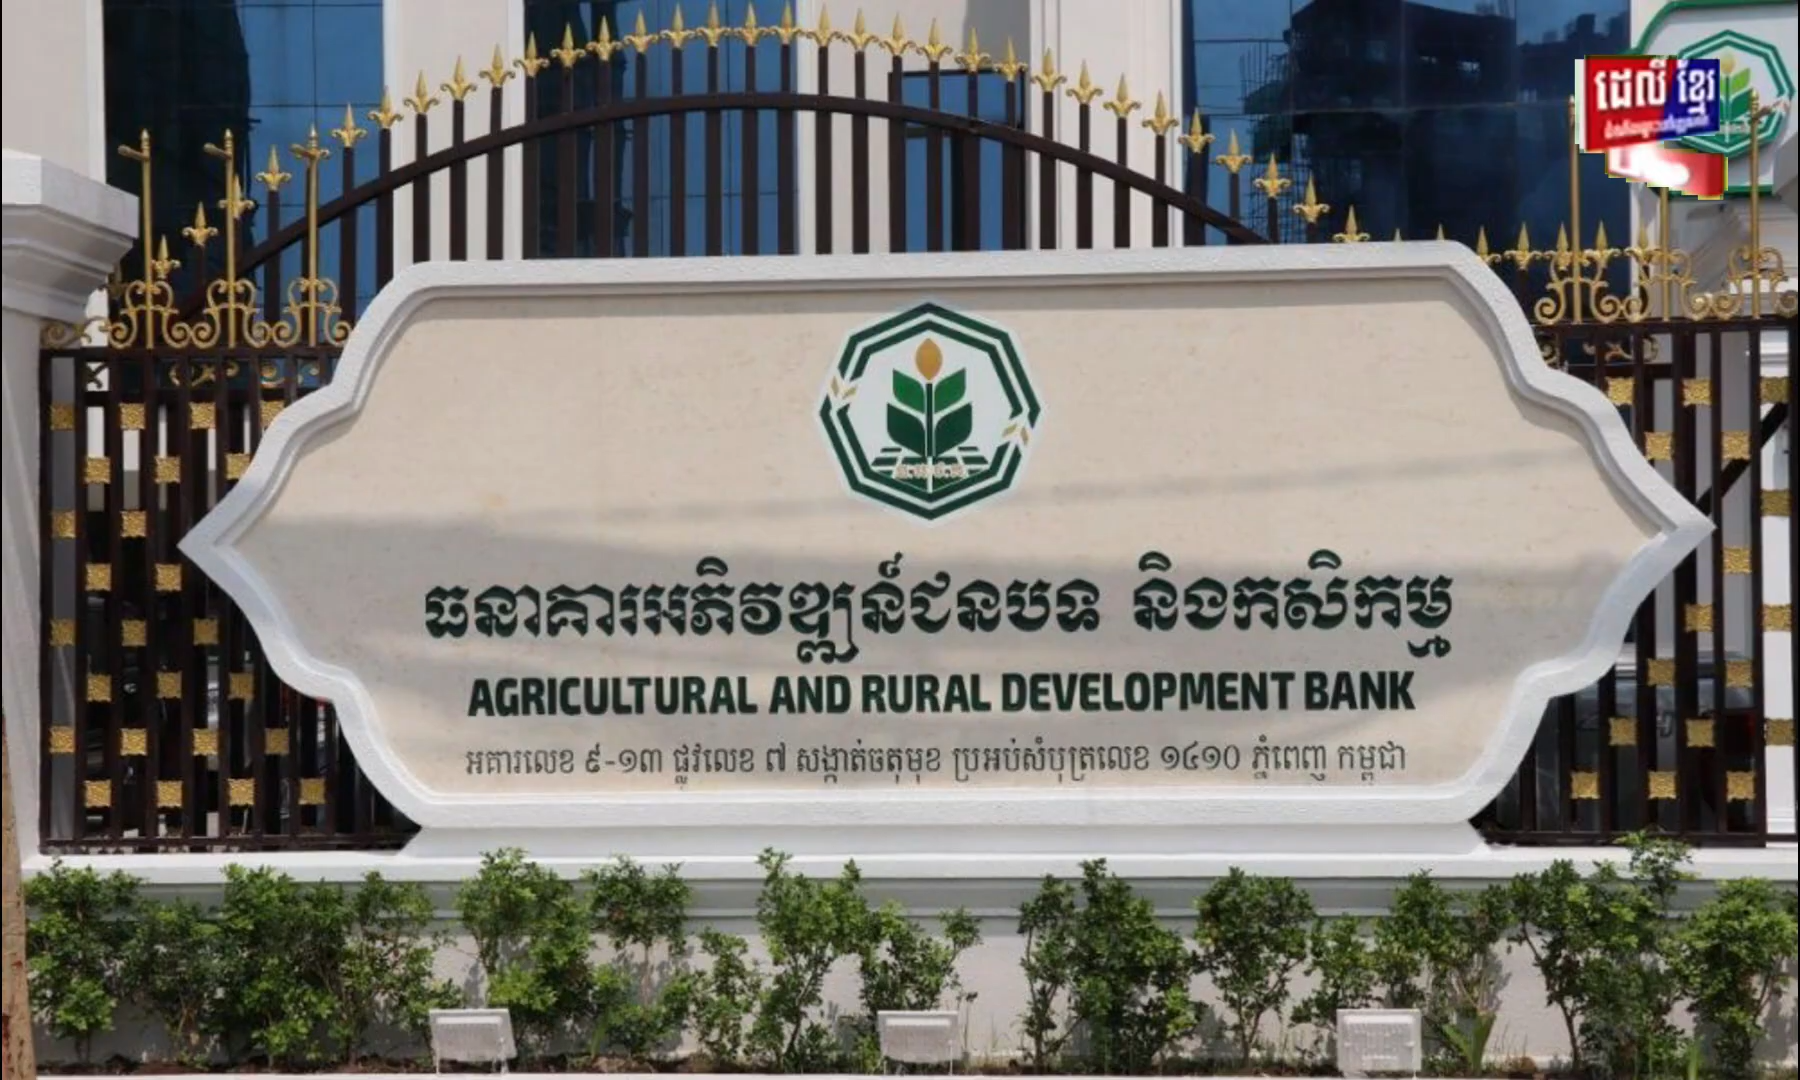 ដេលី ខ្មែរ
ធនាគារអភិវឌ្ឍន៍ជនបទ និងកសិកម្ម
AGRICULTURAL AND RURAL DEVELOPMENT BANK
អគារលេខ ៩-១៣ ផ្លូវលេខ ៧ សង្កាត់ចតុមុខ ប្រអប់សំបុត្រលេខ ១៤១០ ភ្នំពេញ កម្ពុជា